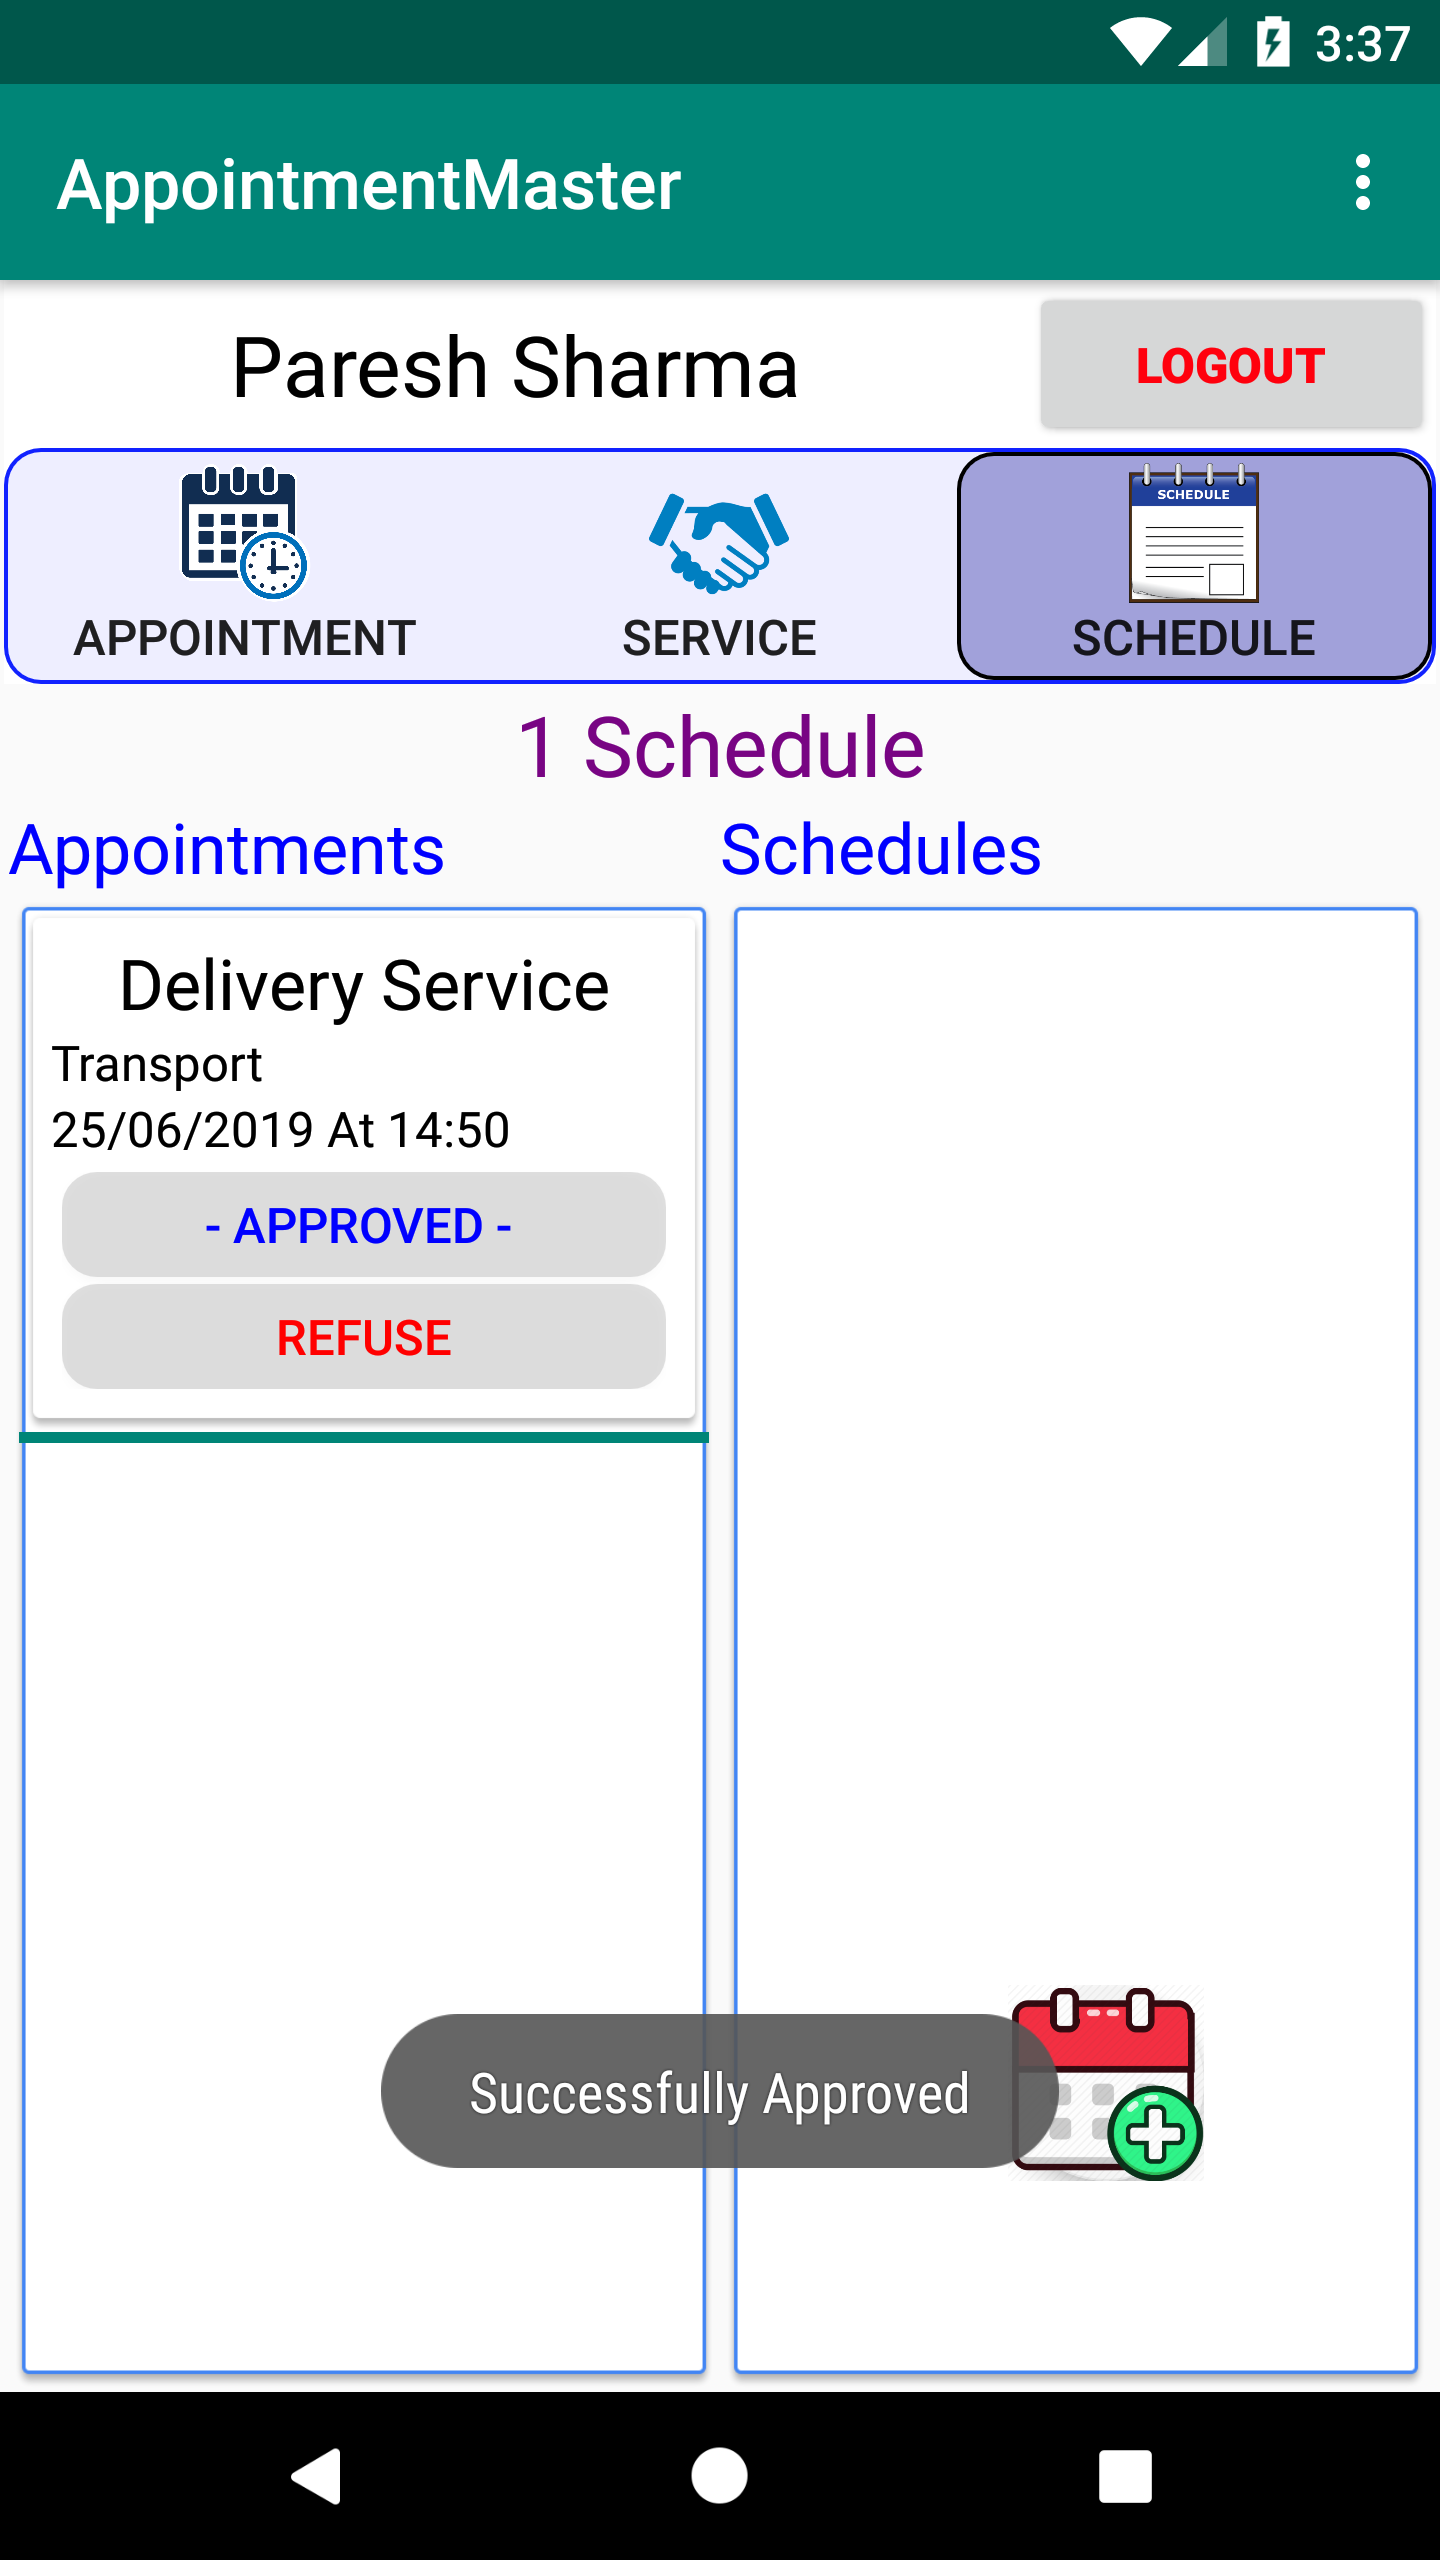 3:37
AppointmentMaster
Paresh Sharma
LOGOUT
SCHEDULE
APPOINTMENT
SERVICE
SCHEDULE
1 Schedule
Appointments
Schedules
Delivery Service
Transport
25/06/2019 At 14:50
- APPROVED -
REFUSE
Successfully Approved